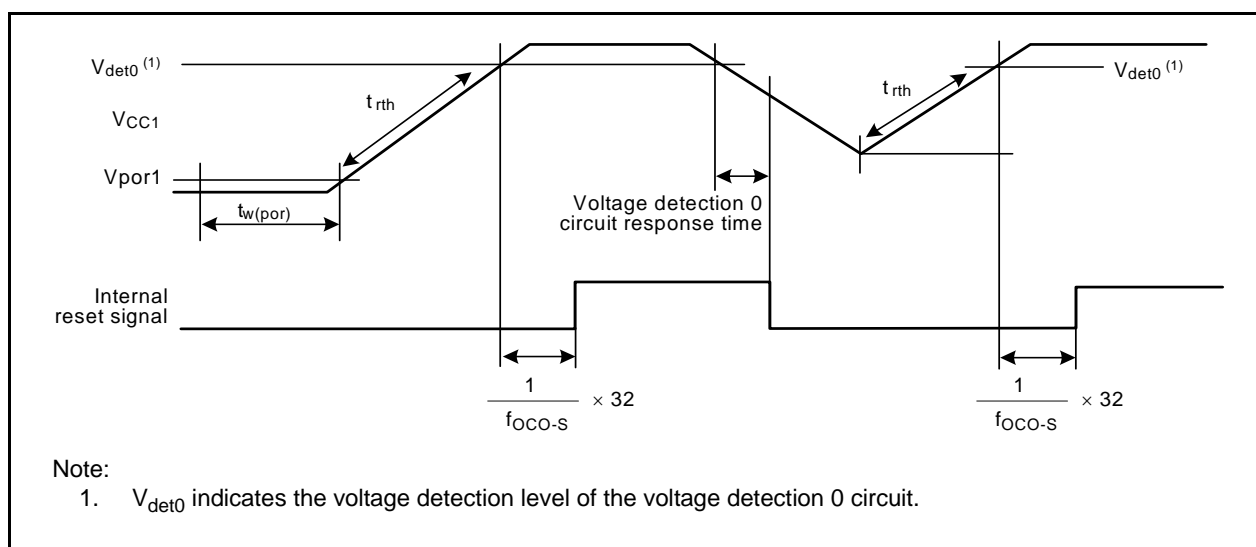 Vdet0 (1)
Vdet0 (1)
trth
trth
VCC1
Vpor1
tw(por)
Voltage detection 0
circuit response time
Internal
reset signal
1
fOCO-S
× 32
1
fOCO-S
× 32
Note:
1. Vdet0 indicates the voltage detection level of the voltage detection 0 circuit.